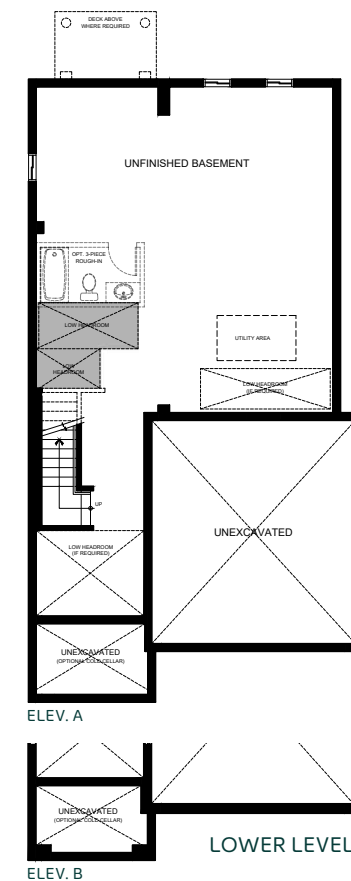 DECK ABOVE
WHERE REQUIRED
UNFINISHED BASEMENT
OPT. 3-PIECE
ROUGH-IN
LOW HEADROOM
UTILITY AREA
LOW
HEADROOM
LOW HEADROOM
(IF REQUIRED)
UP
UNEXCAVATED
LOW HEADROOM
(IF REQUIRED)
UNEXCAVATED
(OPTIONAL COLD CELLAR)
ELEV. A
UNEXCAVATED
(OPTIONAL COLD CELLAR)
LOWER LEVEL
ELEV. B